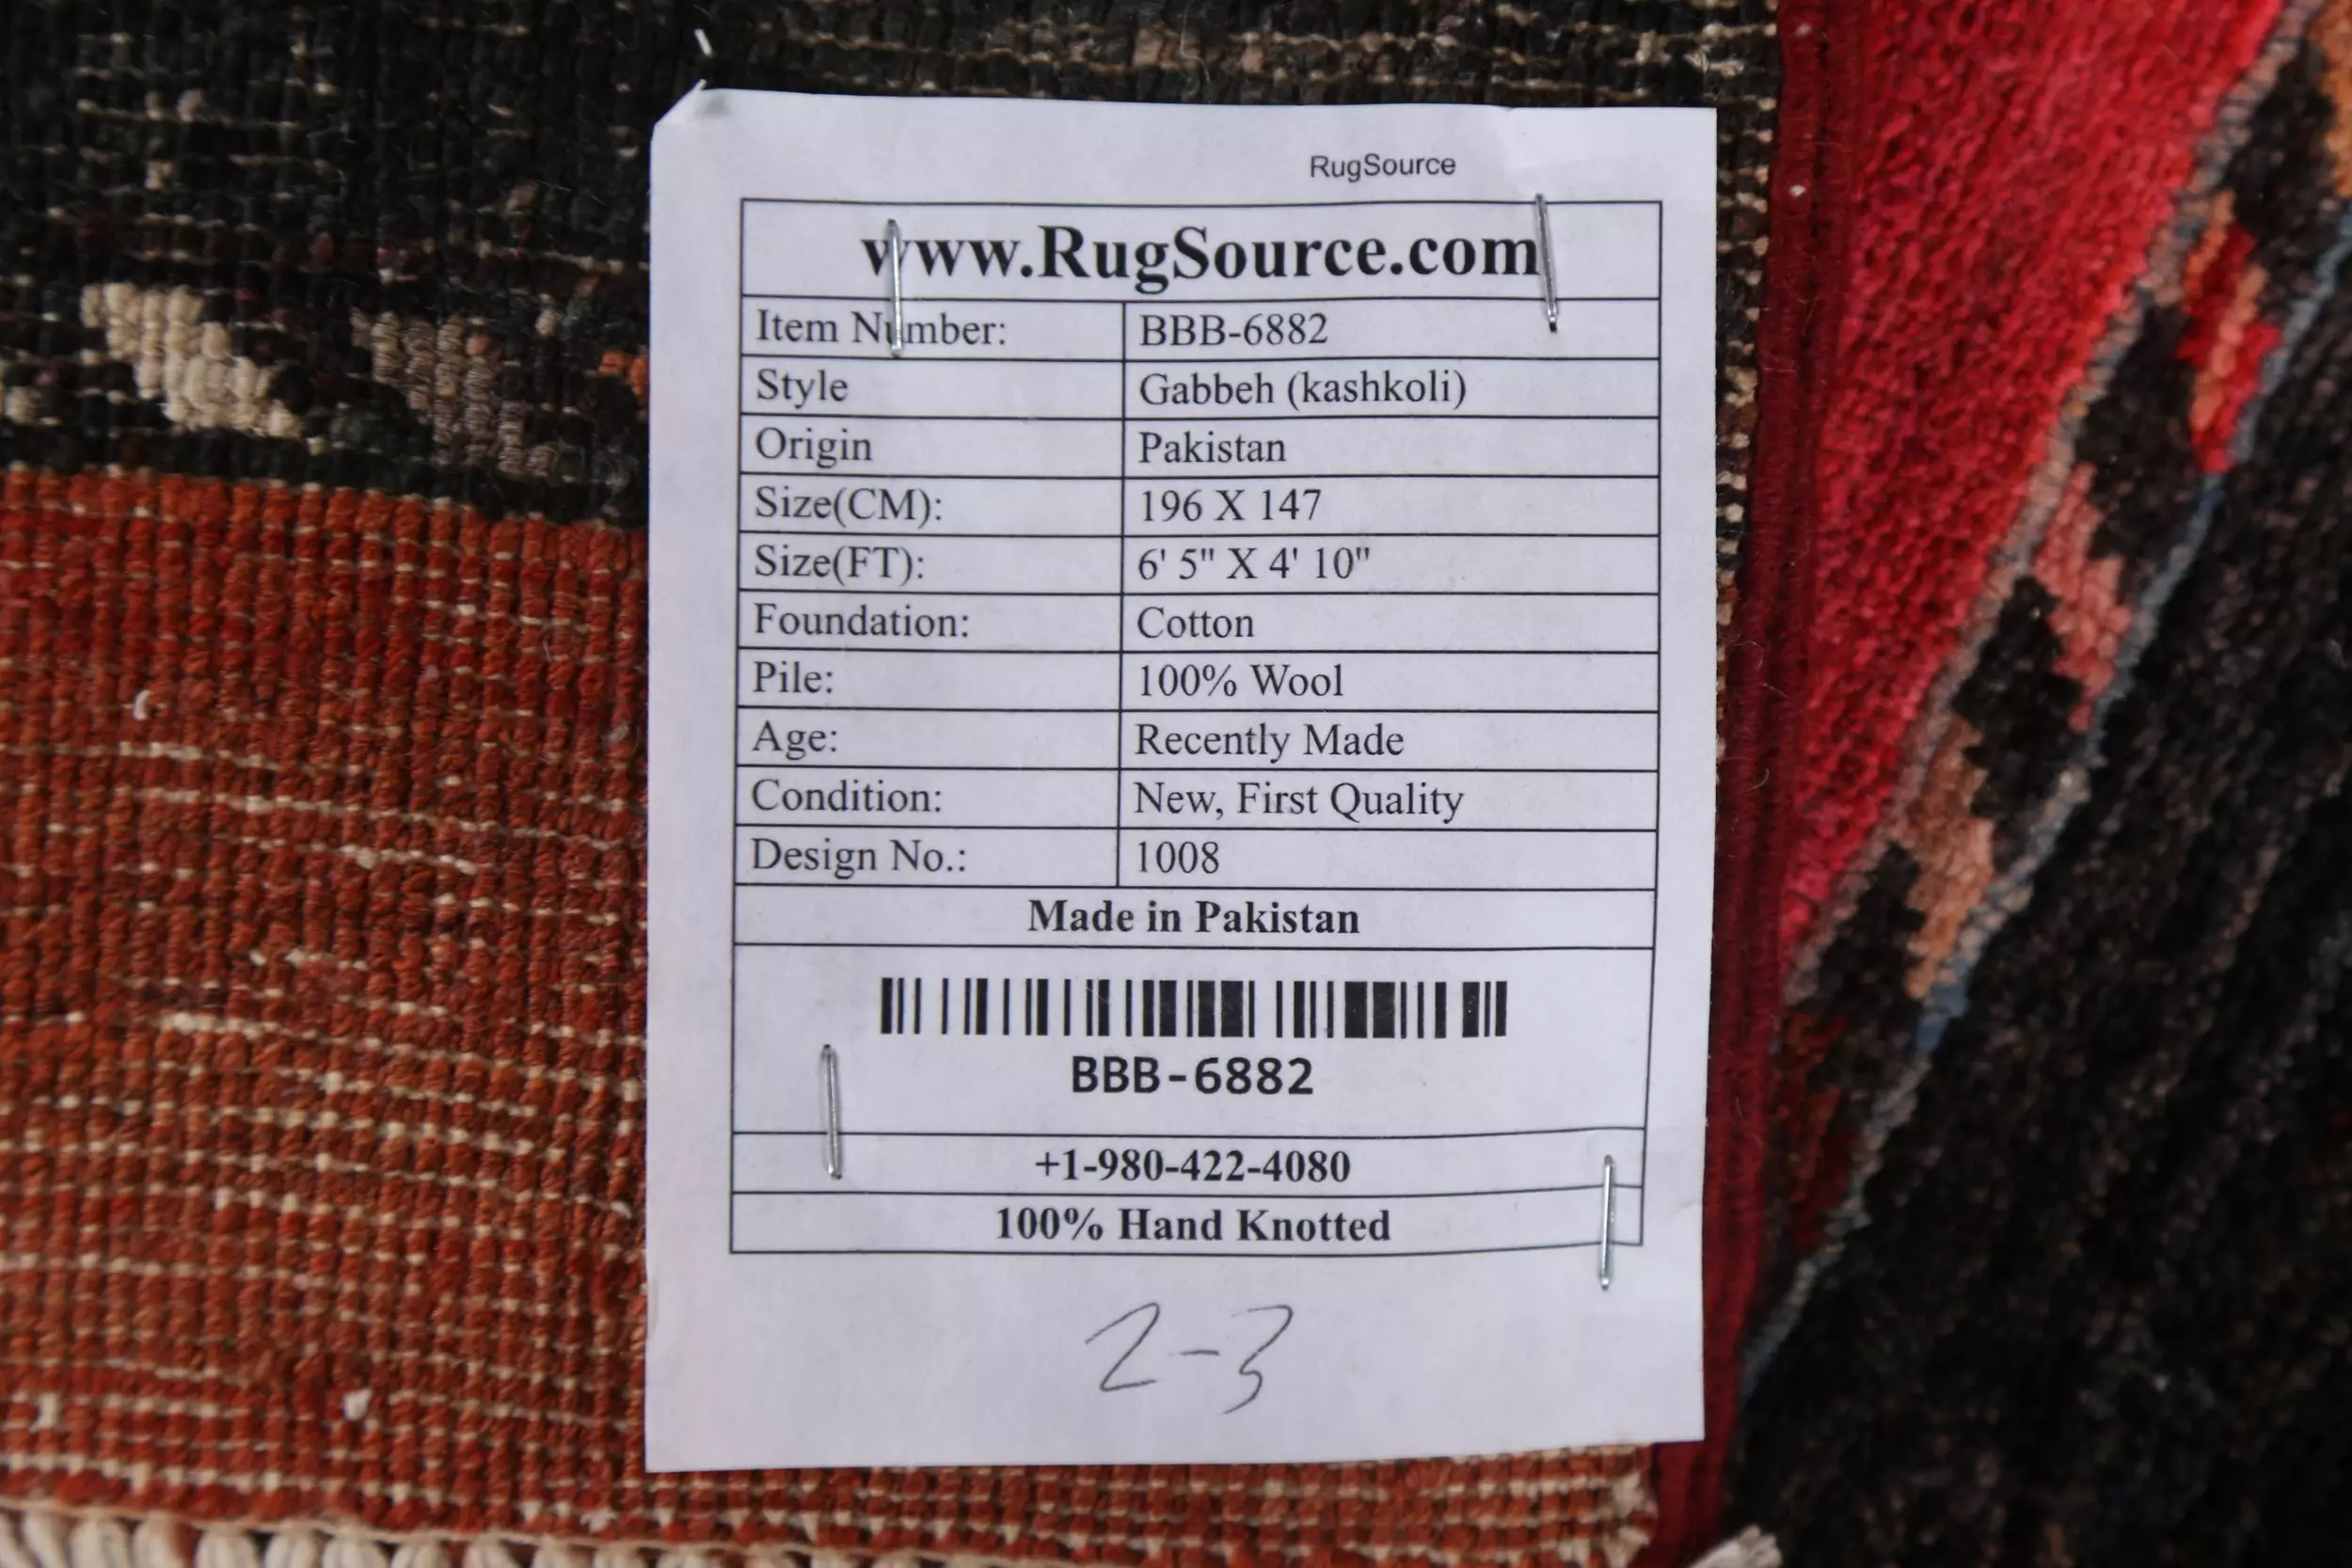 RugSource
www.RugSource.com
Item Number: BBB-6882
Style Gabbeh (kashkoli)
Origin Pakistan
Size(CM): 196 X 147
Size(FT): 6' 5" X 4' 10"
Foundation: Cotton
Pile: 100% Wool
Age: Recently Made
Condition: New, First Quality
Design No.: 1008
Made in Pakistan
BBB-6882
+1-980-422-4080
100% Hand Knotted
2-3